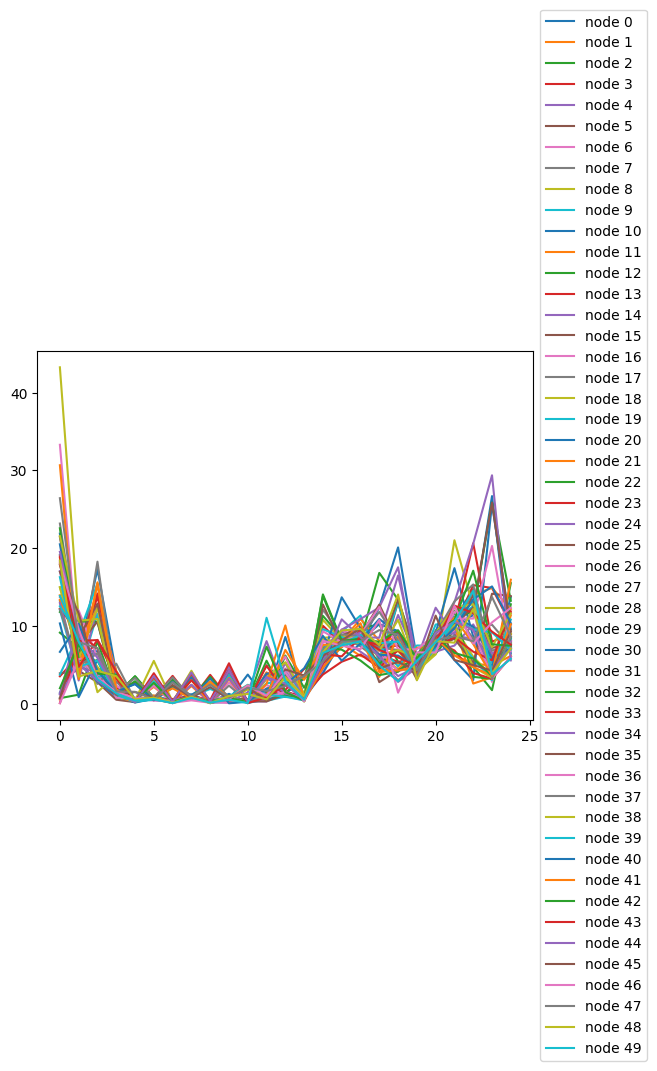 node 0
node 1
node 2
node 3
node 4
node 5
node 6
node 7
node 8
node 9
node 10
node 11
node 12
node 13
node 14
node 15
node 16
node 17
node 18
node 19
node 20
node 21
node 22
node 23
node 24
node 25
node 26
node 27
node 28
node 29
node 30
node 31
node 32
node 33
node 34
node 35
node 36
node 37
node 38
node 39
node 40
node 41
node 42
node 43
node 44
node 45
node 46
node 47
node 48
node 49
40
30
20
10
0
0 5 10 15 20 25